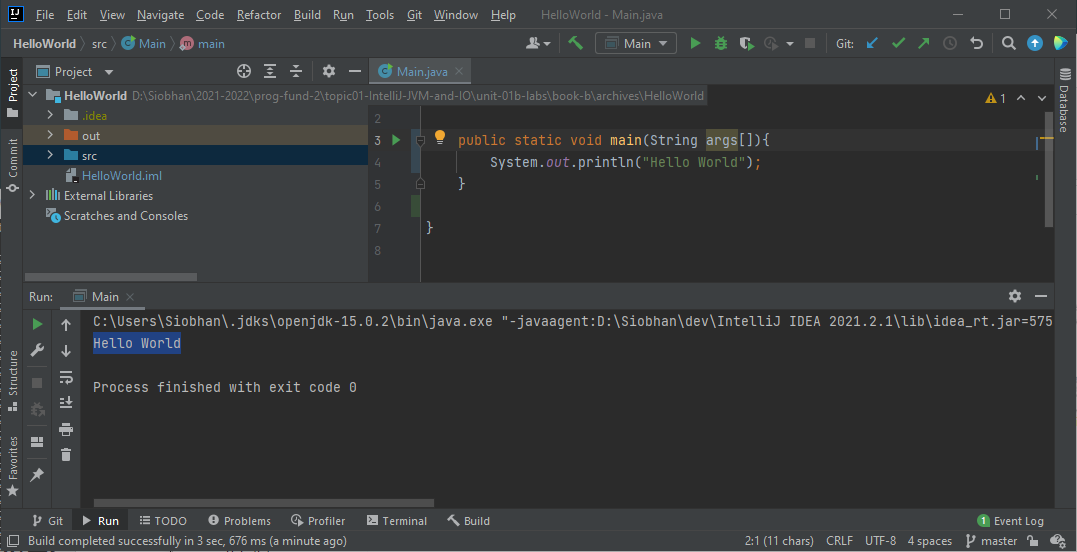 File Edit View Navigate Code Refactor Build Run Tools Git Window Help HelloWorld - Main.java
HelloWorld src Main main Main Git:
Project Main.java
HelloWorld D:\Siobhan\2021-2022\prog-fund-2\topic01-IntelliJ-JVM-and-IO\unit-01b-labs\book-b\archives\HelloWorld
1
.idea
out
src
HelloWorld.iml
External Libraries
Scratches and Consoles
2
3 public static void main(String args[]){
4 System.out.println("Hello World");
5 }
6
7 }
8
Project
Commit
Structure
Favorites
Database
Run: Main
C:\Users\Siobhan\.jdks\openjdk-15.0.2\bin\java.exe "-javaagent:D:\Siobhan\dev\IntelliJ IDEA 2021.2.1\lib\idea_rt.jar=575
Hello World
Process finished with exit code 0
Git Run TODO Problems Profiler Terminal Build 1 Event Log
Build completed successfully in 3 sec, 676 ms (a minute ago) 2:1 (11 chars) CRLF UTF-8 4 spaces master